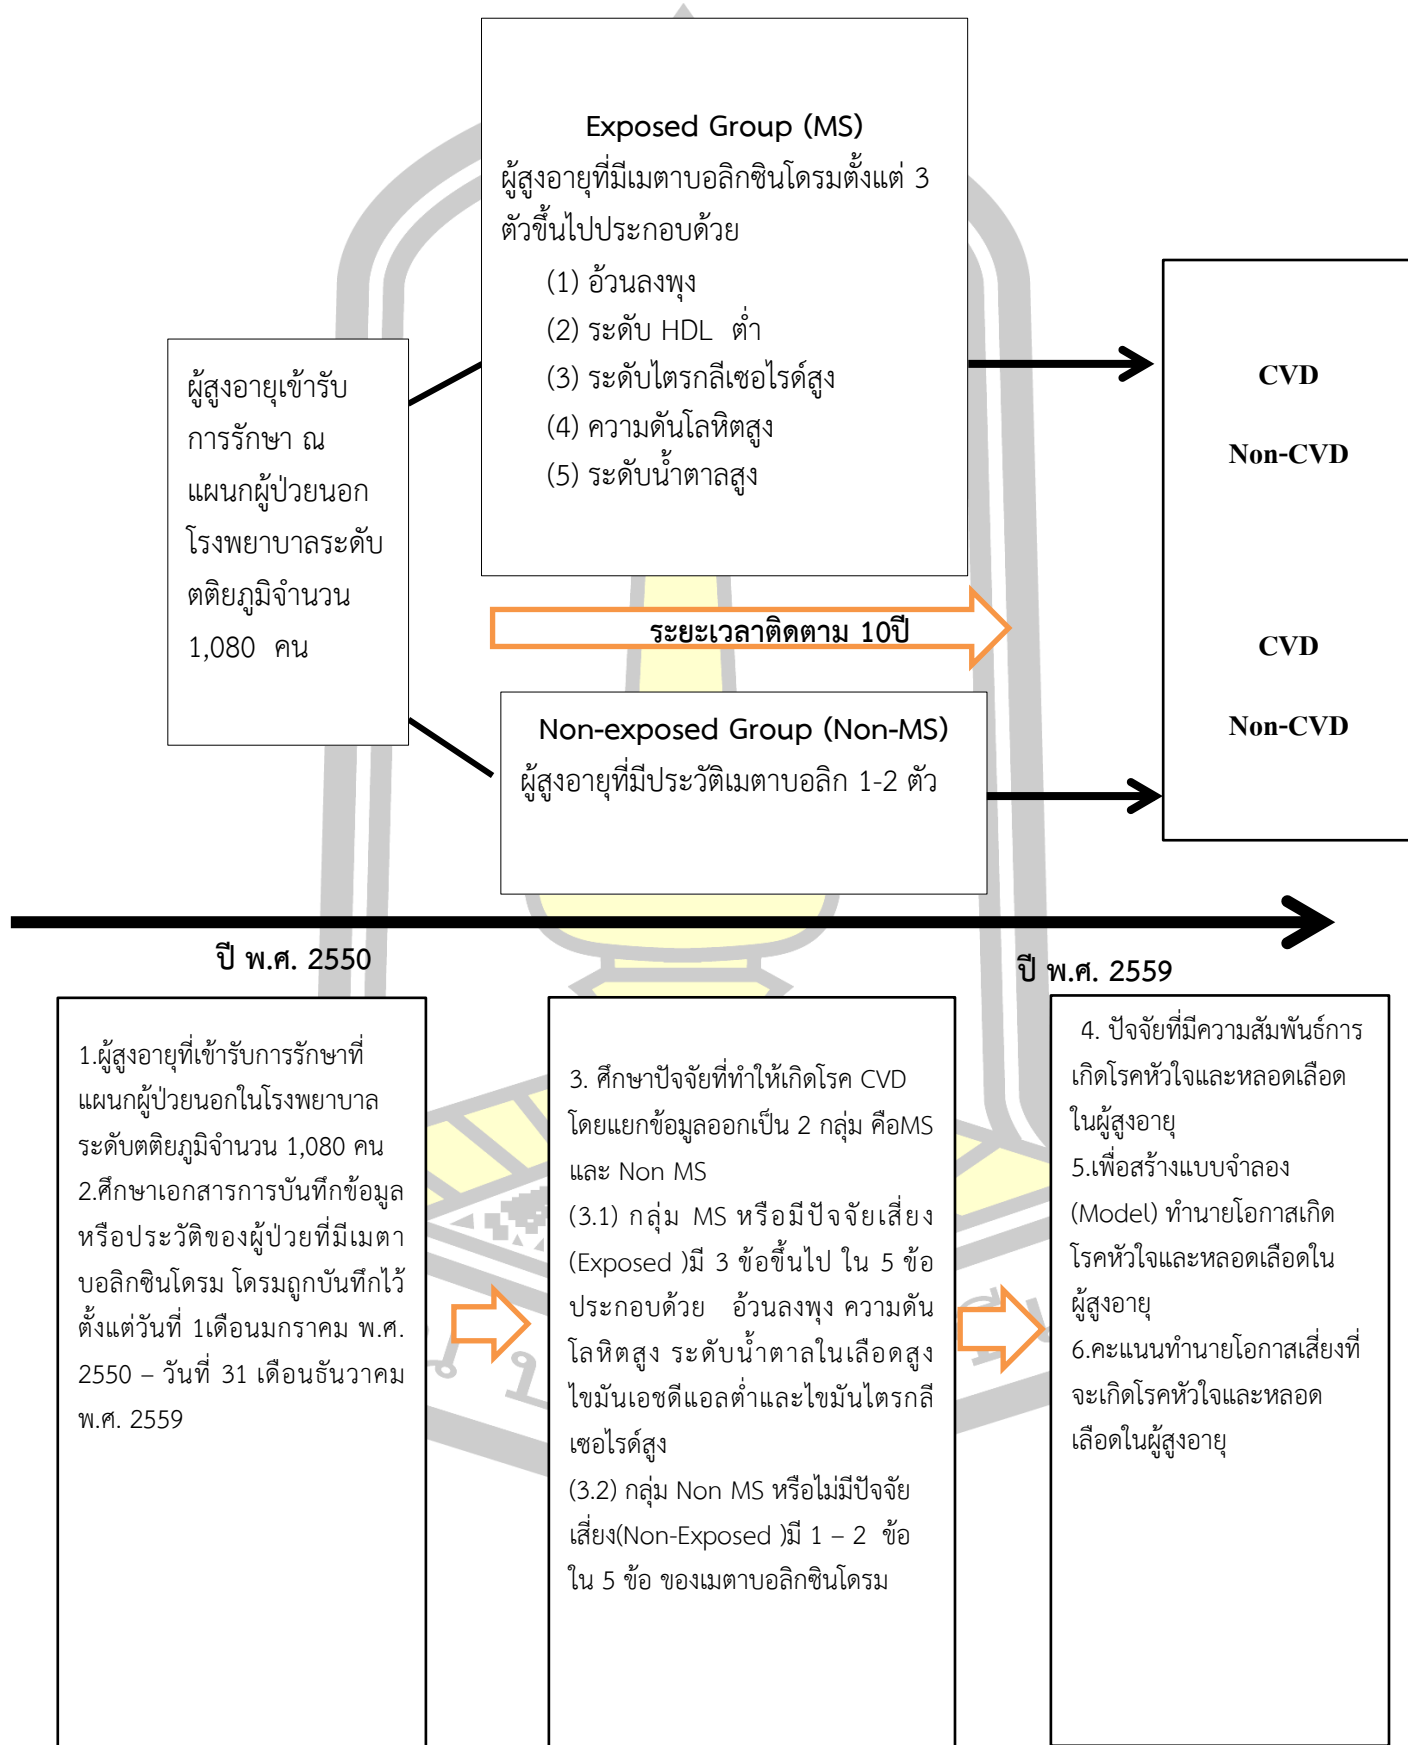 Exposed Group (MS)
ผู้สูงอายุที่มีเมตาบอลิกซินโดรมตั้งแต่ 3
ตัวขึ้นไปประกอบด้วย
(1) อ้วนลงพุง
(2) ระดับ HDL ต่ำ
(3) ระดับไตรกลีเซอไรด์สูง
(4) ความดันโลหิตสูง
(5) ระดับน้ำตาลสูง
ผู้สูงอายุเข้ารับ
การรักษา ณ
แผนกผู้ป่วยนอก
โรงพยาบาลระดับ
ตติยภูมิจำนวน
1,080 คน
CVD
Non-CVD
ระยะเวลาติดตาม 10ปี
CVD
Non-CVD
Non-exposed Group (Non-MS)
ผู้สูงอายุที่มีประวัติเมตาบอลิก 1-2 ตัว
ปี พ.ศ. 2550
ปี พ.ศ. 2559
1.ผู้สูงอายุที่เข้ารับการรักษาที่
แผนกผู้ป่วยนอกในโรงพยาบาล
ระดับตติยภูมิจำนวน 1,080 คน
2.ศึกษาเอกสารการบันทึกข้อมูล
หรือประวัติของผู้ป่วยที่มีเมตา
บอลิกซินโดรม โดรมถูกบันทึกไว้
ตั้งแต่วันที่ 1เดือนมกราคม พ.ศ.
2550 – วันที่ 31 เดือนธันวาคม
พ.ศ. 2559
3. ศึกษาปัจจัยที่ทำให้เกิดโรค CVD
โดยแยกข้อมูลออกเป็น 2 กลุ่ม คือMS
และ Non MS
(3.1) กลุ่ม MS หรือมีปัจจัยเสี่ยง
(Exposed )มี 3 ข้อขึ้นไป ใน 5 ข้อ
ประกอบด้วย อ้วนลงพุง ความดัน
โลหิตสูง ระดับน้ำตาลในเลือดสูง
ไขมันเอชดีแอลต่ำและไขมันไตรกลี
เซอไรด์สูง
(3.2) กลุ่ม Non MS หรือไม่มีปัจจัย
เสี่ยง(Non-Exposed )มี 1 – 2 ข้อ
ใน 5 ข้อ ของเมตาบอลิกซินโดรม
4. ปัจจัยที่มีความสัมพันธ์การ
เกิดโรคหัวใจและหลอดเลือด
ในผู้สูงอายุ
5.เพื่อสร้างแบบจำลอง
(Model) ทำนายโอกาสเกิด
โรคหัวใจและหลอดเลือดใน
ผู้สูงอายุ
6.คะแนนทำนายโอกาสเสี่ยงที่
จะเกิดโรคหัวใจและหลอด
เลือดในผู้สูงอายุ